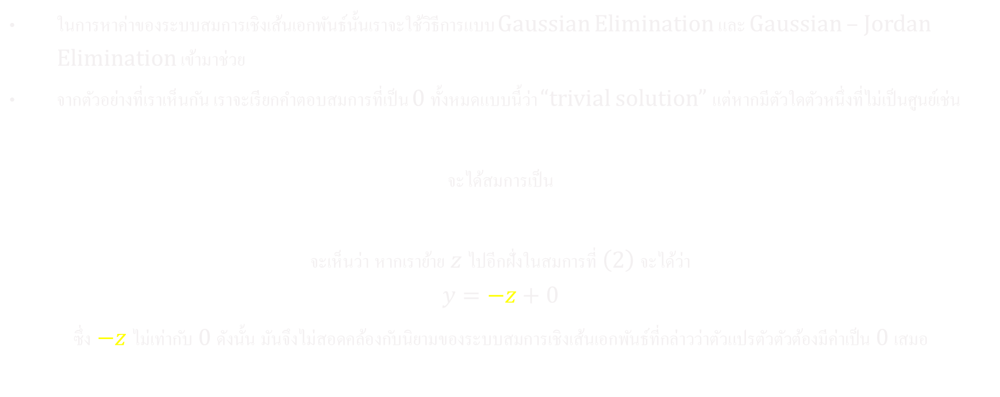 • ในการหาค่าของระบบสมการเชิงเส้นเอกพันธ์นั้นเราจะใช้วิธีการแบบ Gaussian Elimination และ Gaussian – Jordan
Elimination เข้ามาช่วย
• จากตัวอย่างที่เราเห็นกัน เราจะเรียกคำตอบสมการที่เป็น 0 ทั้งหมดแบบนี้ว่า “trivial solution” แต่หากมีตัวใดตัวหนึ่งที่ไม่เป็นศูนย์เช่น
จะได้สมการเป็น
จะเห็นว่า หากเราย้าย z ไปอีกฝั่งในสมการที่ (2) จะได้ว่า
y = −z + 0
ซึ่ง −z ไม่เท่ากับ 0 ดังนั้น มันจึงไม่สอดคล้องกับนิยามของระบบสมการเชิงเส้นเอกพันธ์ที่กล่าวว่าตัวแปรตัวตัวต้องมีค่าเป็น 0 เสมอ